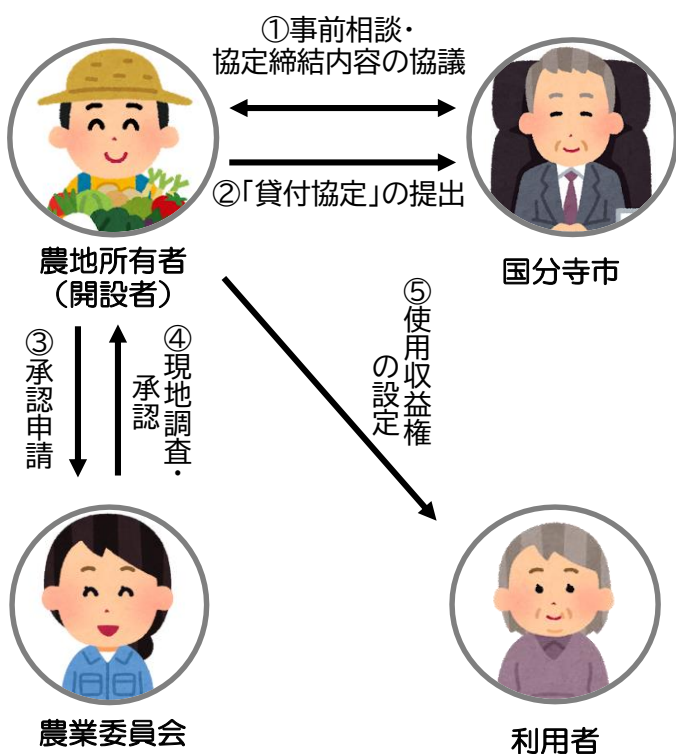 ①事前相談・
協定締結内容の協議
②「貸付協定」の提出
農地所有者
（開設者）
国分寺市
③承認申請
④現地調査・
承認
⑤使用収益権
の設定
農業委員会
利用者